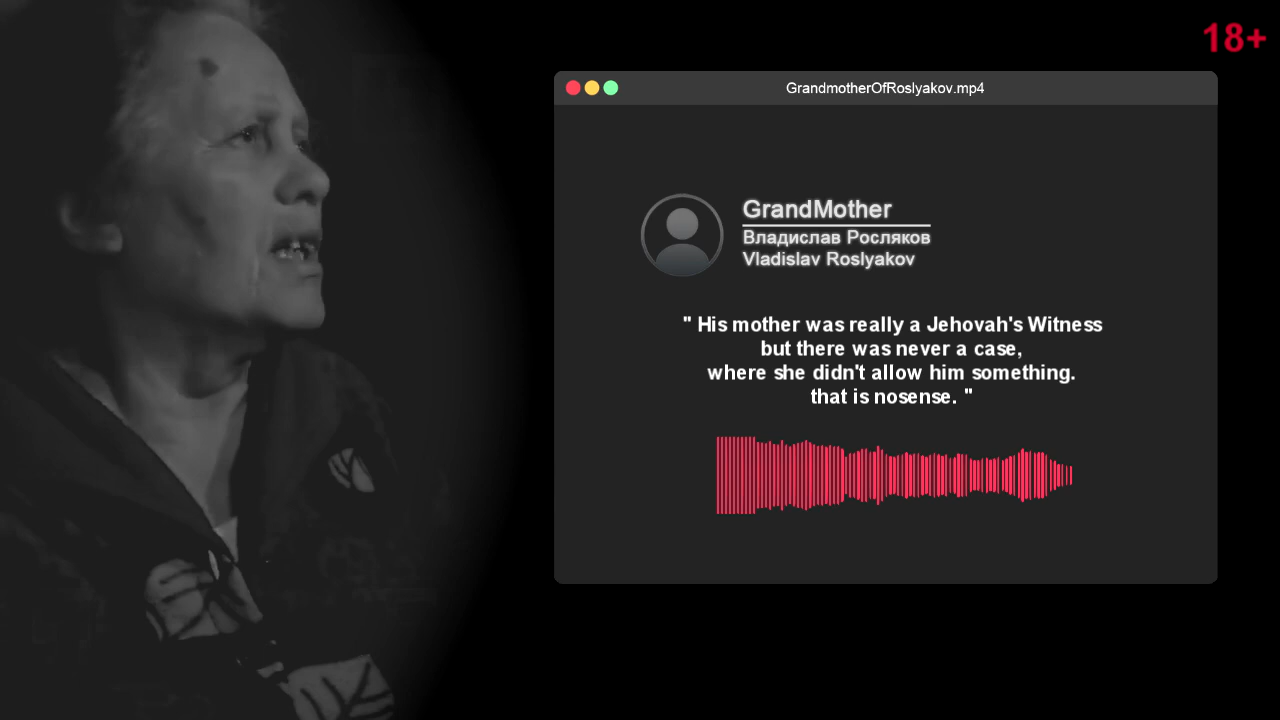 18+
GrandmotherOfRoslyakov.mp4
GrandMother
Владислав Росляков
Vladislav Roslyakov
" His mother was really a Jehovah's Witness
but there was never a case,
where she didn't allow him something.
that is nosense. "